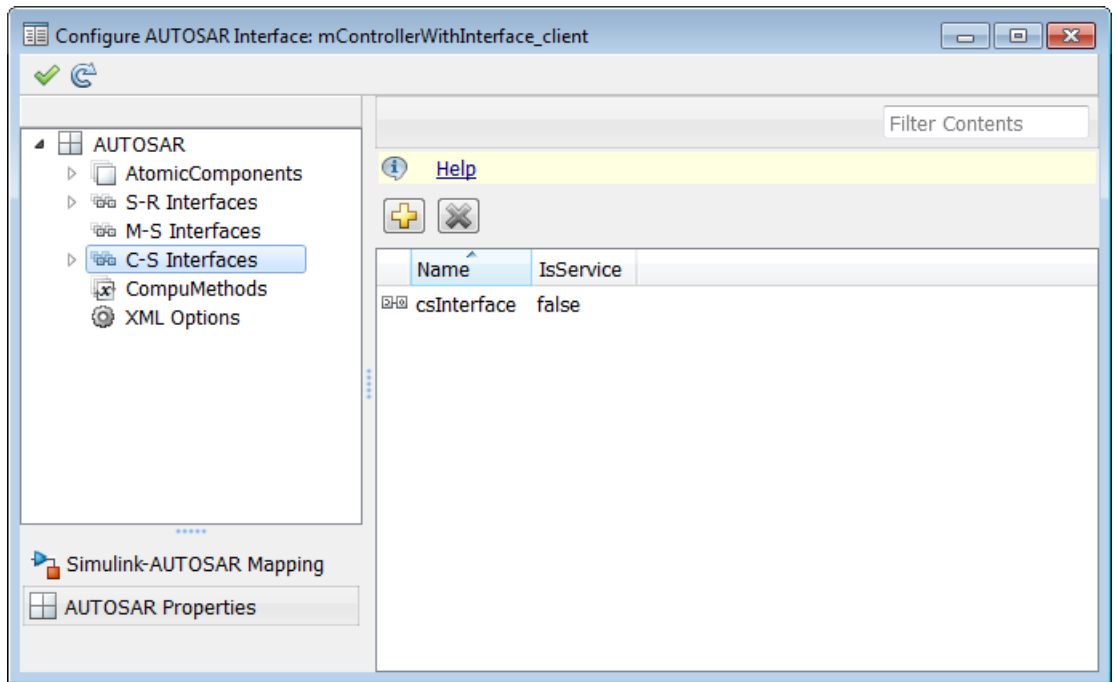 Configure AUTOSAR Interface: mControllerWithInterface_client
Filter Contents
AUTOSAR
AtomicComponents
S-R Interfaces
M-S Interfaces
C-S Interfaces
CompuMethods
XML Options
Help
Name IsService
csInterface false
Simulink-AUTOSAR Mapping
AUTOSAR Properties